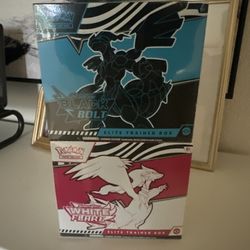 BLACK
BOLT
ELITE TRAINER BOX
Pokémon
WHITE
FLARE
ELITE TRAINER BOX